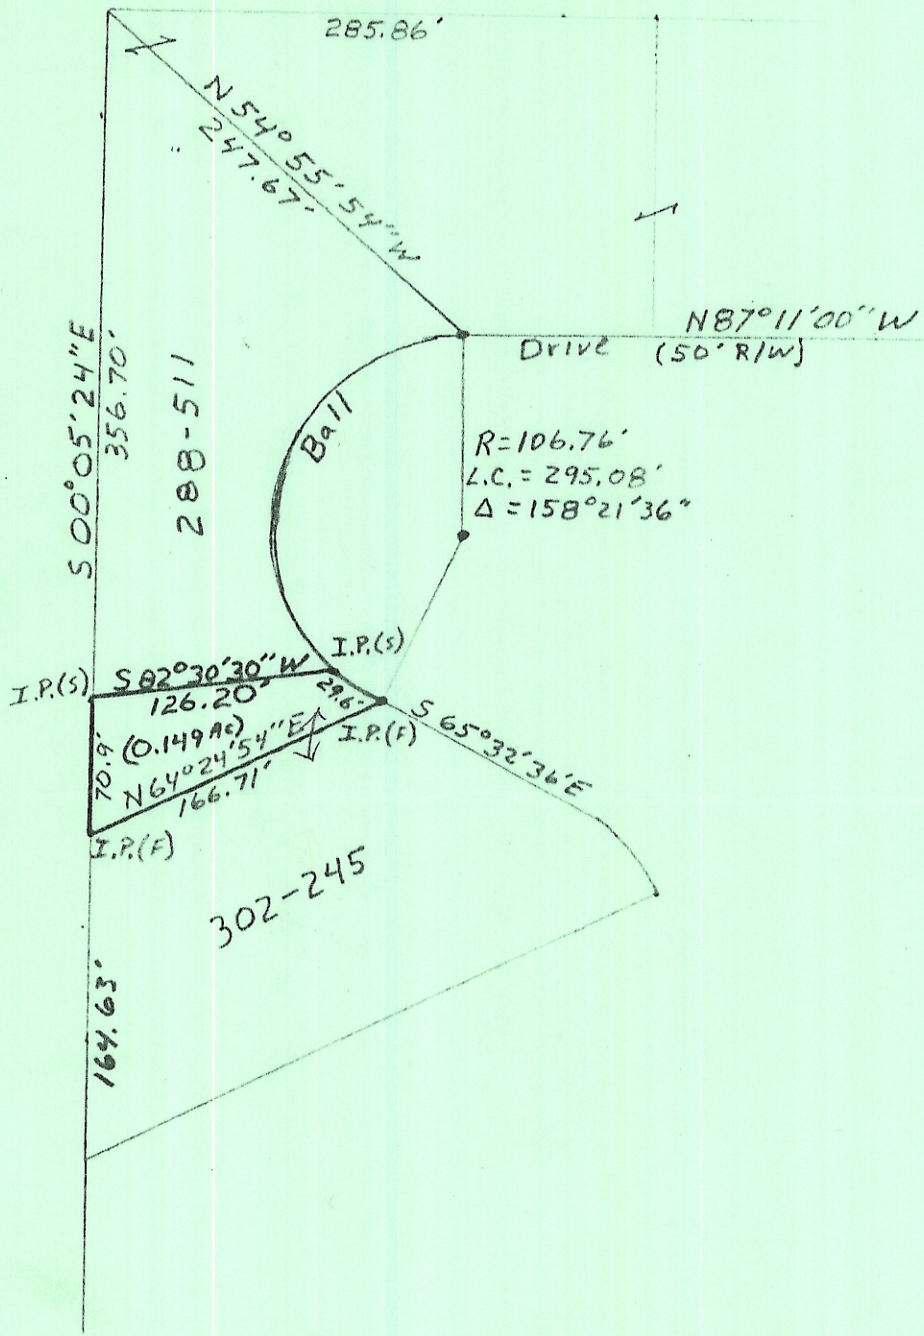 285.86'
N 54° 55' 54" W
247.67'
S 00° 05' 24" E
356.70'
288-511
Ball
Drive
N 87° 11' 00" W
(50' R/W)
R=106.76'
L.C. = 295.08'
Δ = 158° 21' 36"
I.P.(S)
I.P.(S)
S 82° 30' 30" W
126.20'
29.6'
(0.149 Ac)
70.9'
N 64° 24' 54" E
166.71'
I.P.(F)
S 65° 32' 36' E
I.P.(F)
302-245
164.63'